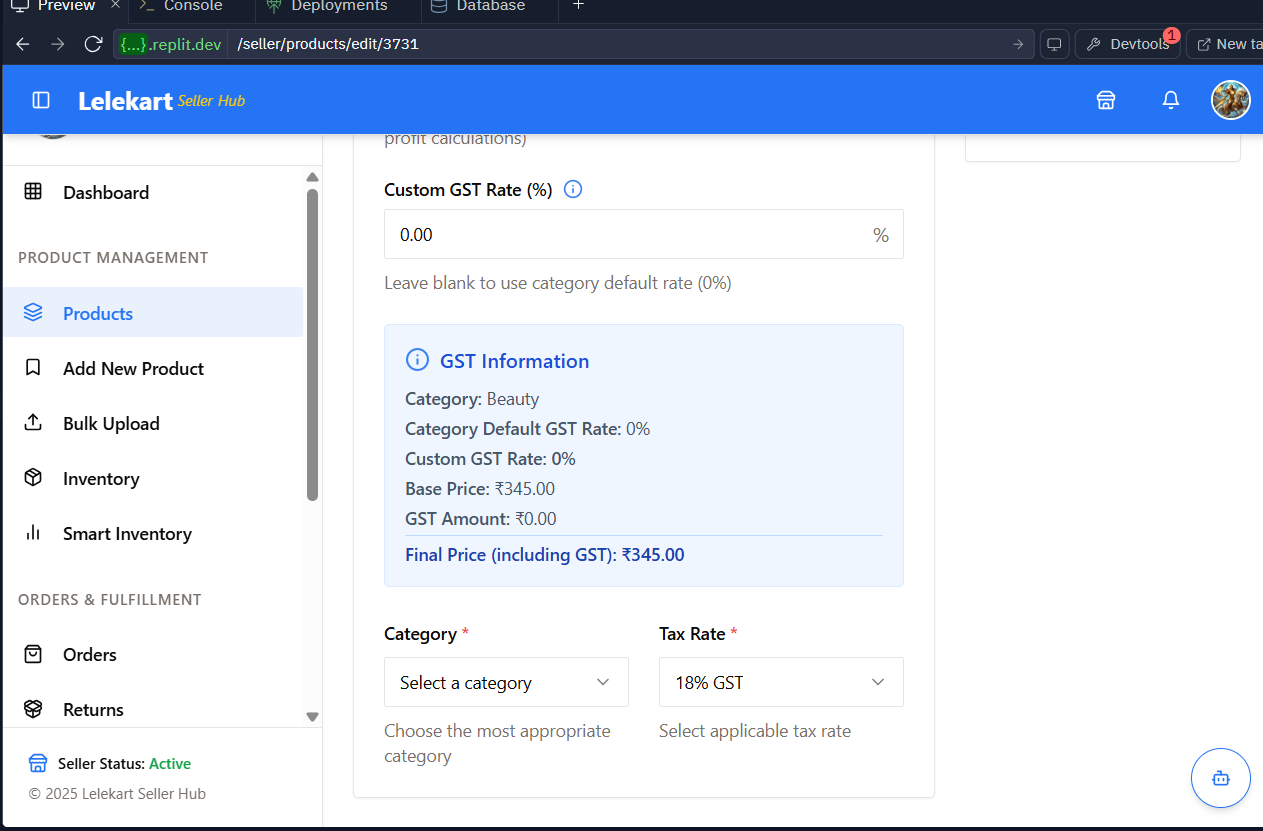 Preview
Console
Deployments
Database
{...}.replit.dev
/seller/products/edit/3731
Devtools
1
New ta
Lelekart Seller Hub
Dashboard
PRODUCT MANAGEMENT
Products
Add New Product
Bulk Upload
Inventory
Smart Inventory
ORDERS & FULFILLMENT
Orders
Returns
Seller Status: Active
© 2025 Lelekart Seller Hub
profit calculations)
Custom GST Rate (%)
0.00
%
Leave blank to use category default rate (0%)
GST Information
Category: Beauty
Category Default GST Rate: 0%
Custom GST Rate: 0%
Base Price: ₹345.00
GST Amount: ₹0.00
Final Price (including GST): ₹345.00
Category *
Select a category
Choose the most appropriate
category
Tax Rate *
18% GST
Select applicable tax rate